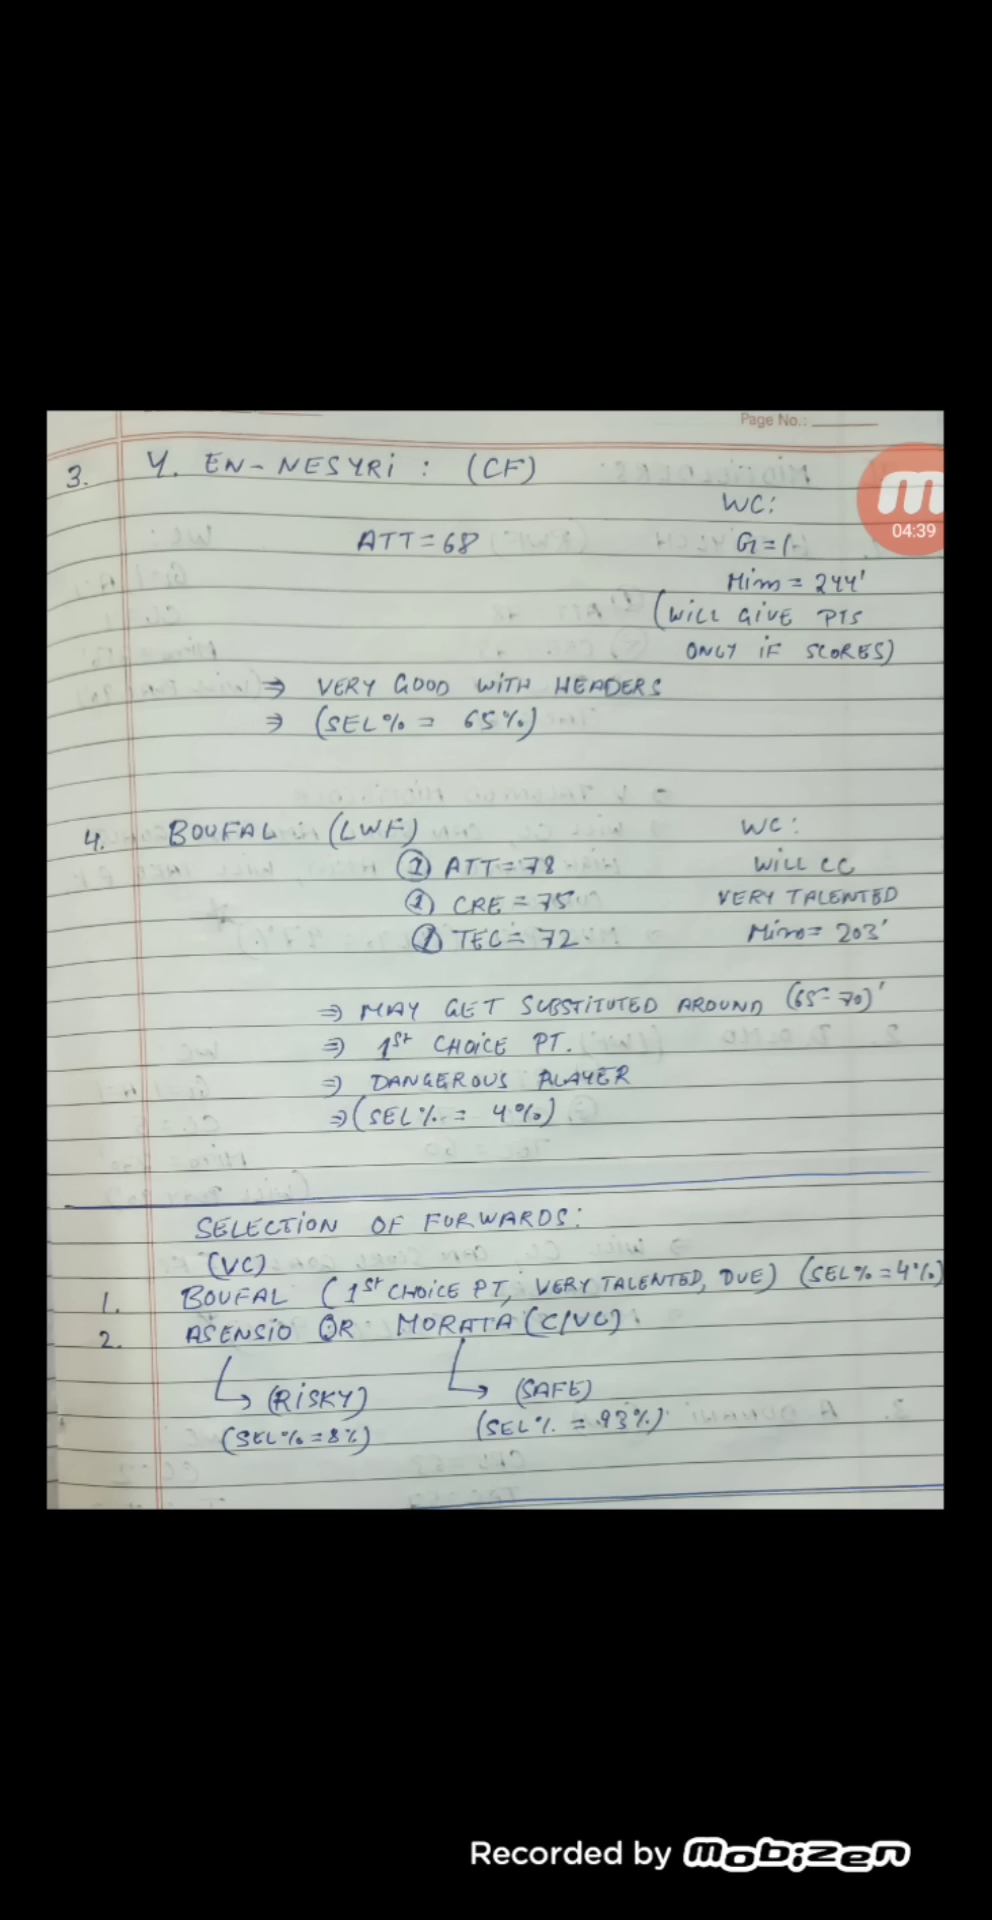 Page No.:
3. Y. EN-NESYRI : (CF)
WC:
ATT = 68
G = 1
Min = 244'
(WILL GIVE PTS
ONLY IF SCORES)
⇒ VERY GOOD WITH HEADERS
⇒ (SEL% = 65%)
4. BOUFAL (LWF)
WC:
① ATT = 78
WILL CC
① CRE = 75
VERY TALENTED
① TEC = 72
Min = 203'
⇒ MAY GET SUBSTITUTED AROUND (65-70)'
⇒ 1st CHOICE PT.
⇒ DANGEROUS PLAYER
⇒ (SEL% = 4%)
SELECTION OF FORWARDS:
(VC)
1. BOUFAL (1st CHOICE PT, VERY TALENTED, DUE) (SEL% = 4%)
2. ASENSIO OR MORATA (C/VC)
(RISKY) (SAFE)
(SEL% = 8%) (SEL% = 93%)
04:39
Recorded by mobizen